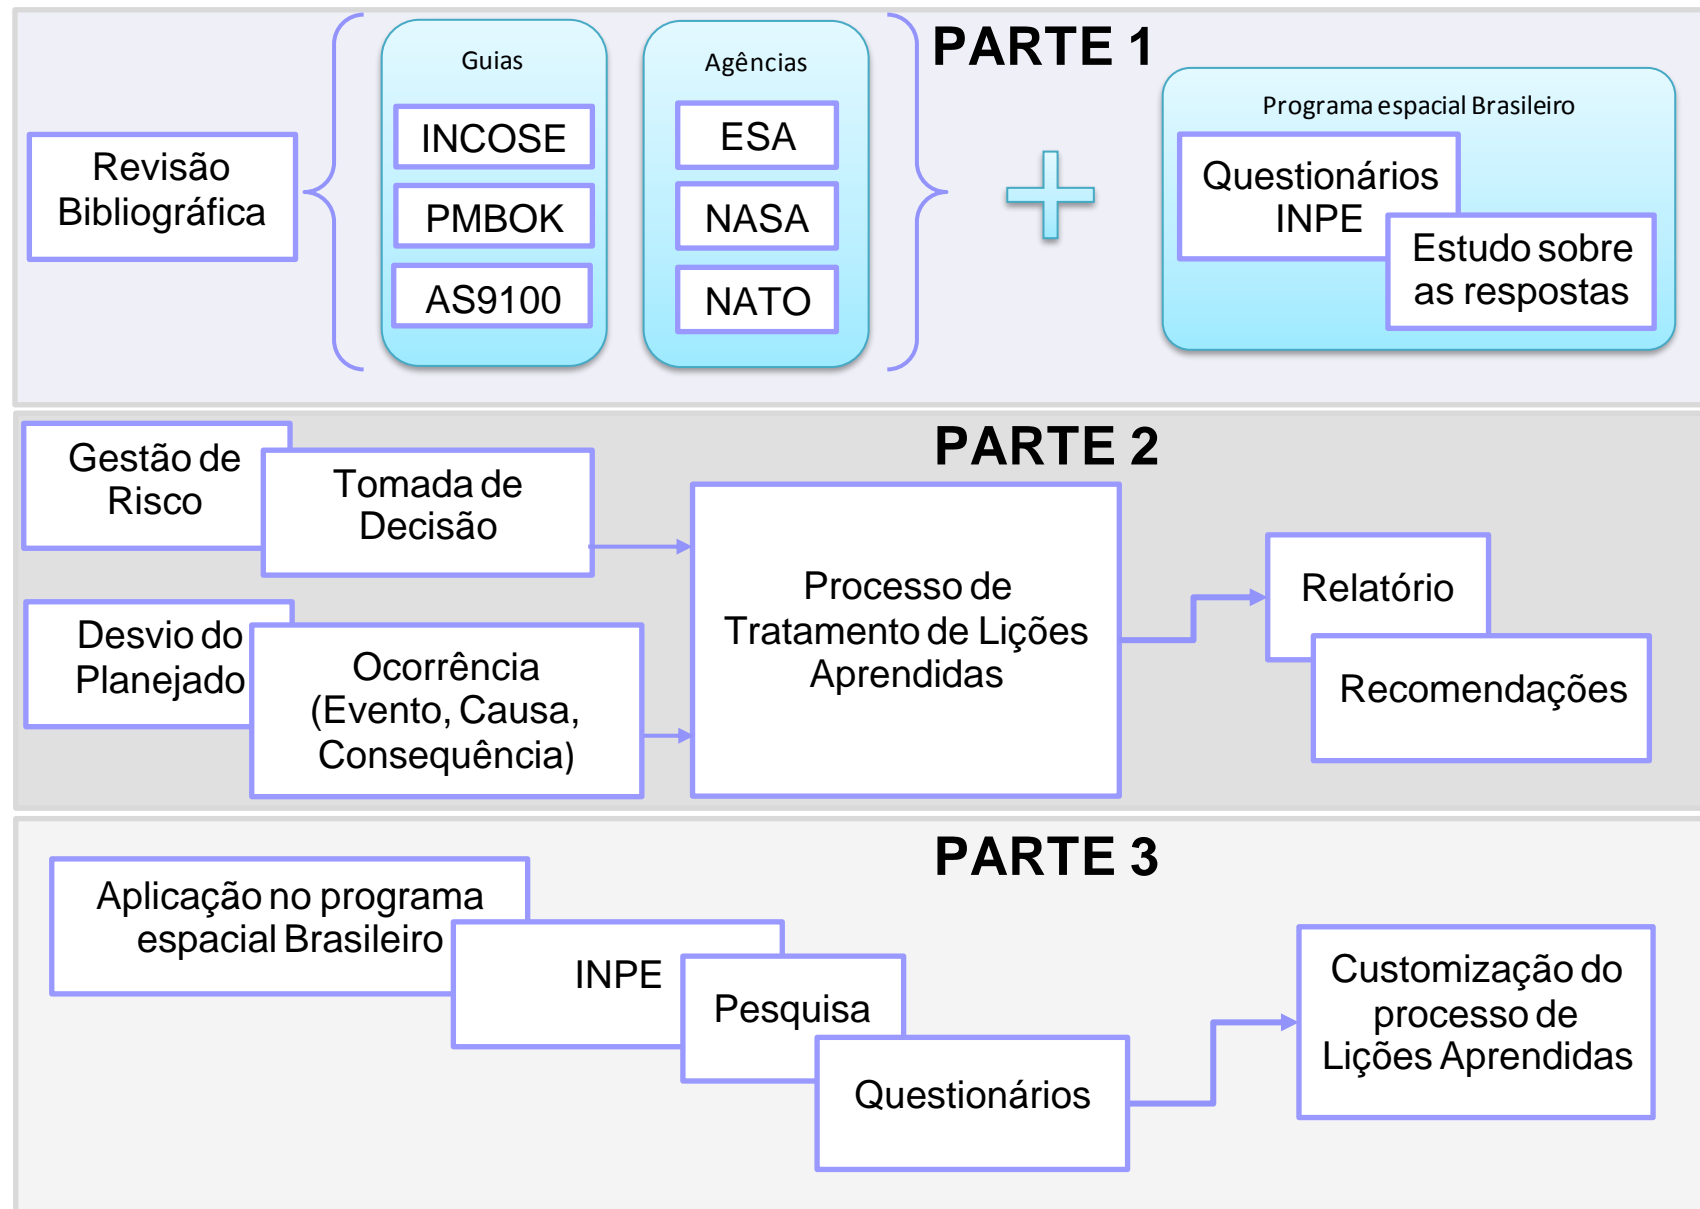 PARTE 1
Revisão
Bibliográfica
Guias
INCOSE
PMBOK
AS9100
Agências
ESA
NASA
NATO
Programa espacial Brasileiro
Questionários
INPE
Estudo sobre
as respostas
PARTE 2
Gestão de
Risco
Tomada de
Decisão
Desvio do
Planejado
Ocorrência
(Evento, Causa,
Consequência)
Processo de
Tratamento de Lições
Aprendidas
Relatório
Recomendações
PARTE 3
Aplicação no programa
espacial Brasileiro
INPE
Pesquisa
Questionários
Customização do
processo de
Lições Aprendidas